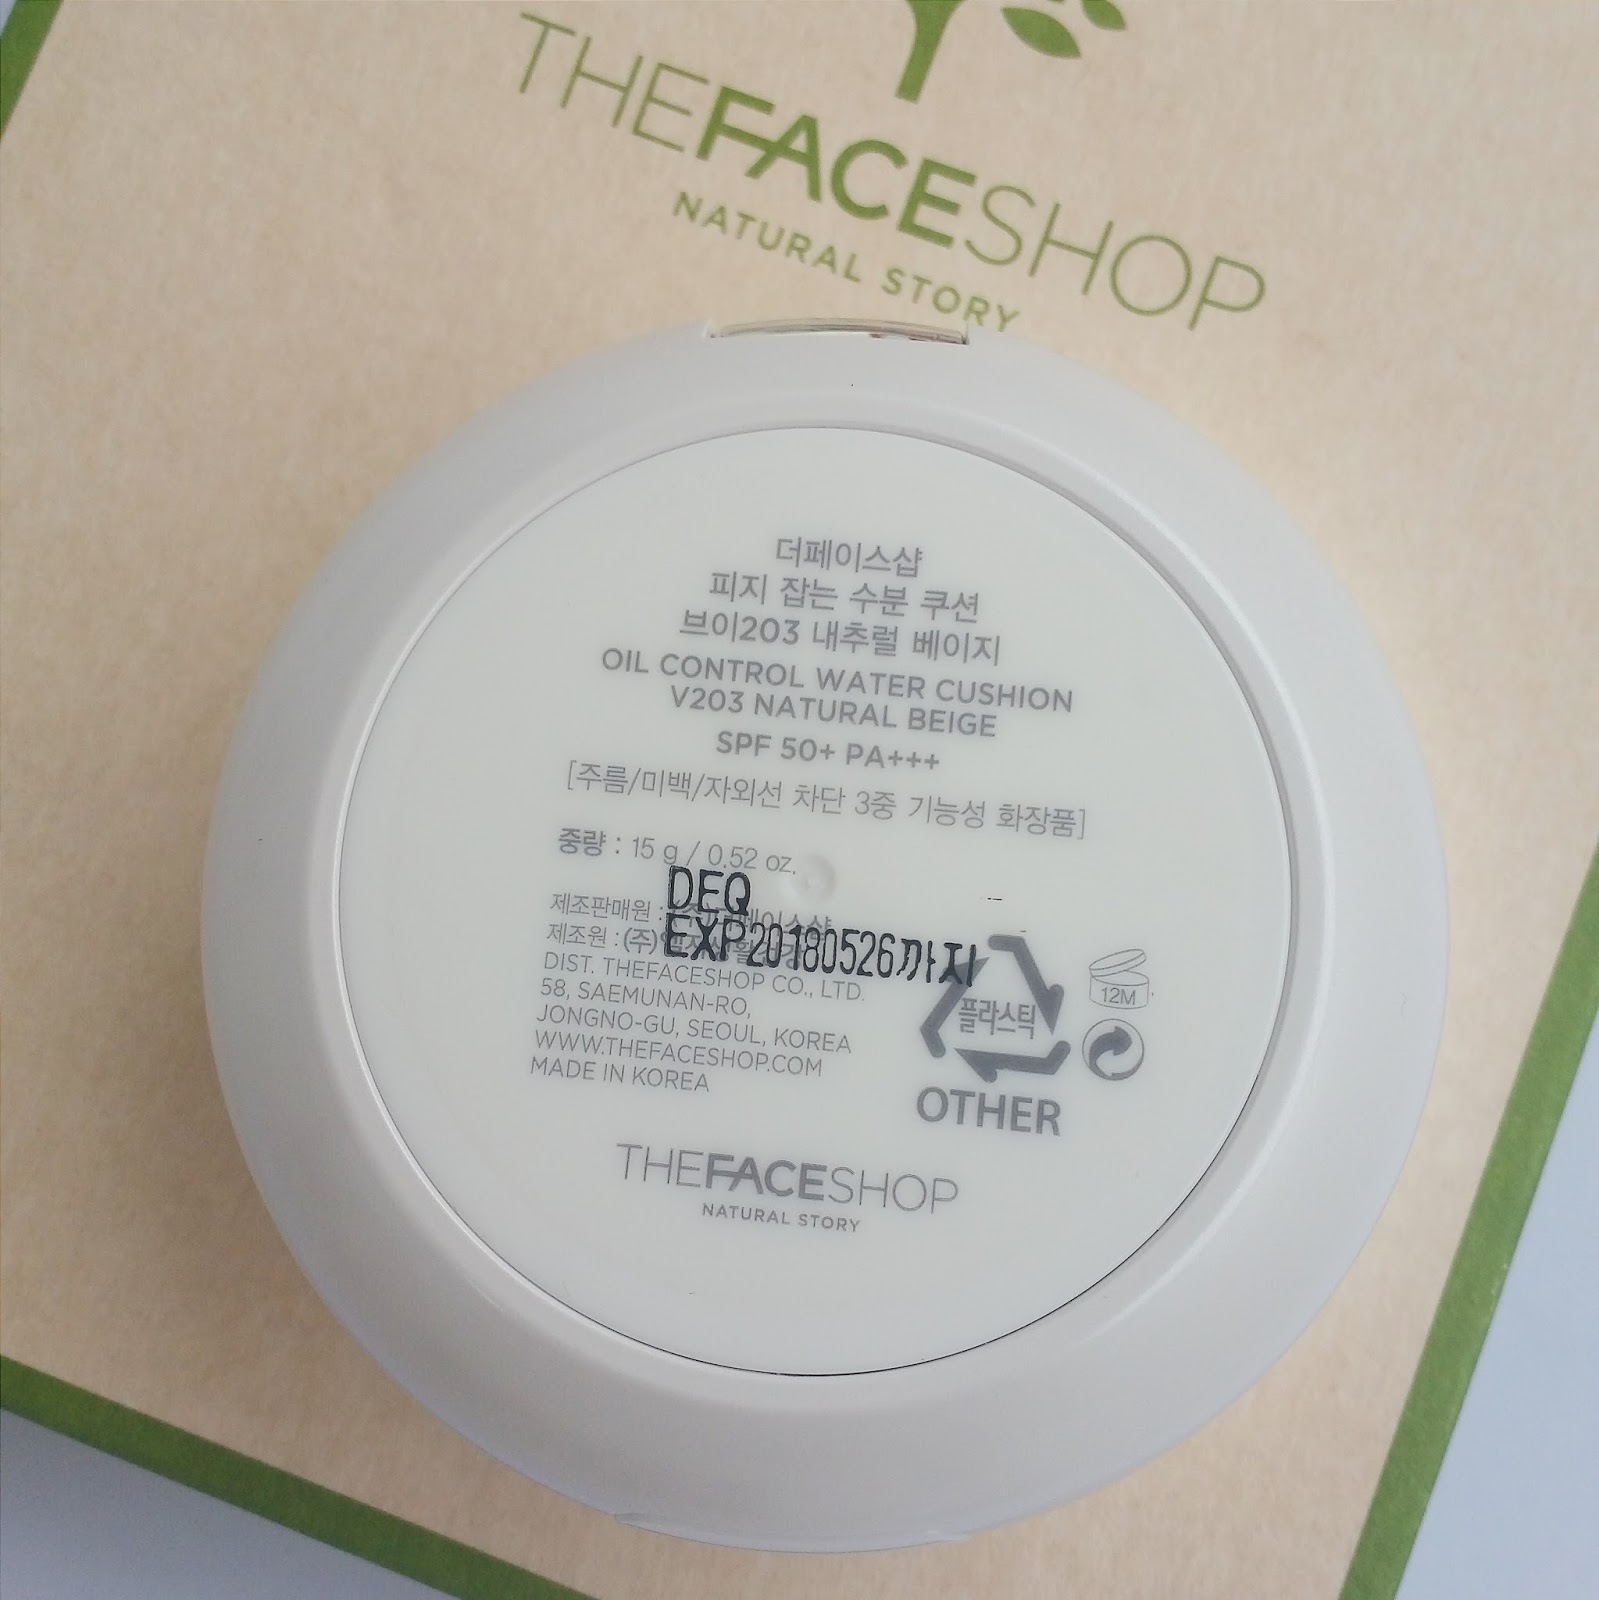 THEFACESHOP
NATURAL STORY
더페이스샵
피지 잡는 수분 쿠션
브이203 내추럴 베이지
OIL CONTROL WATER CUSHION
V203 NATURAL BEIGE
SPF 50+ PA+++
[주름/미백/자외선 차단 3중 기능성 화장품]
중량 : 15 g / 0.52 oz.
DEQ
제조판매원 :
EXP20180526까지
제조원 : (주)
DIST. THEFACESHOP CO., LTD.
58, SAEMUNAN-RO,
JONGNO-GU, SEOUL, KOREA
WWW.THEFACESHOP.COM
MADE IN KOREA
플라스틱
OTHER
12M
THEFACESHOP
NATURAL STORY